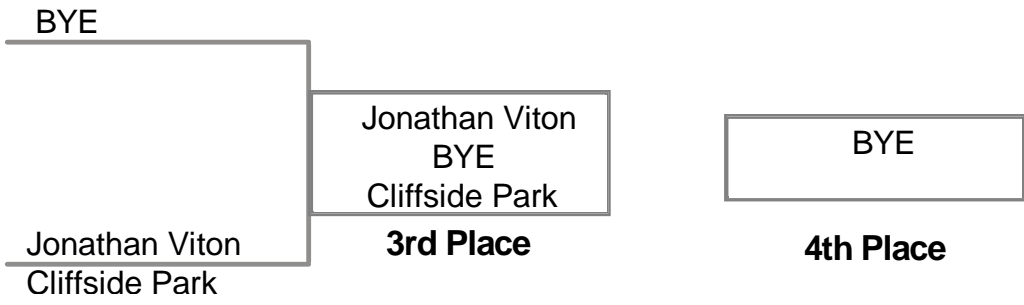 BYE
Jonathan Viton
Cliffside Park
Jonathan Viton
BYE
Cliffside Park
3rd Place
BYE
4th Place